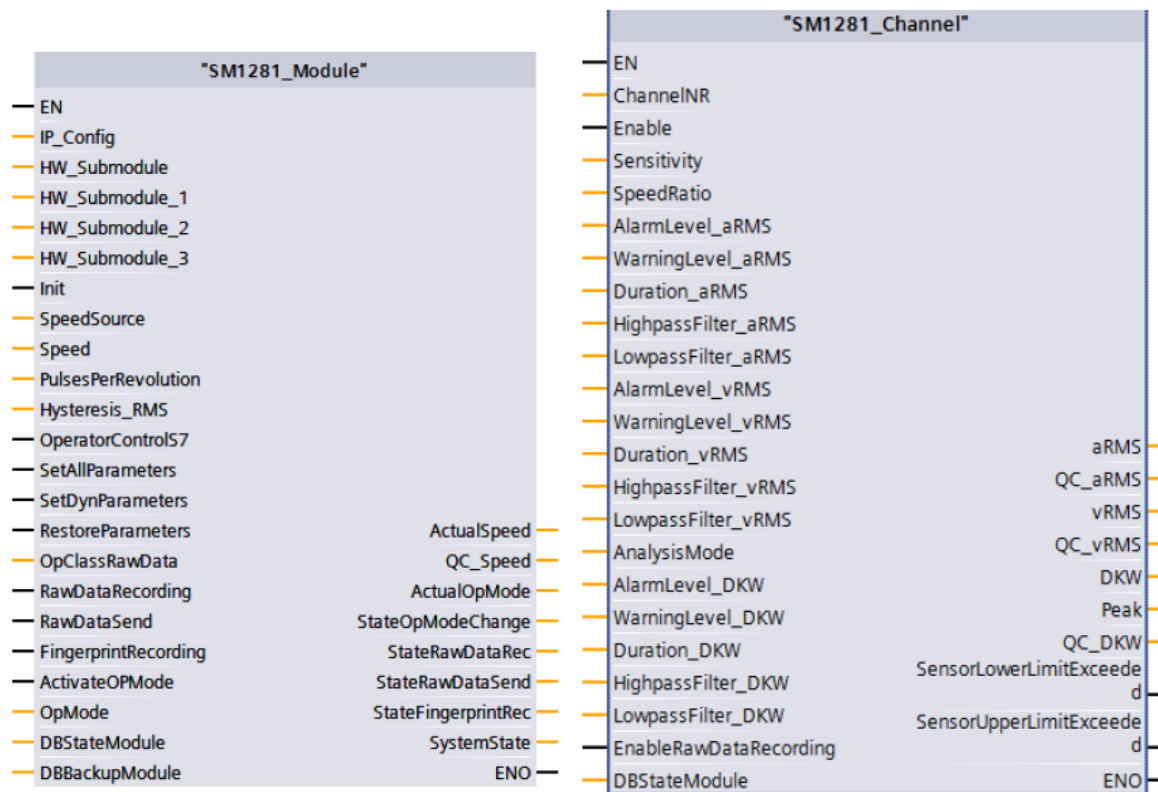 "SM1281_Module"
EN
IP_Config
HW_Submodule
HW_Submodule_1
HW_Submodule_2
HW_Submodule_3
Init
SpeedSource
Speed
PulsesPerRevolution
Hysteresis_RMS
OperatorControlS7
SetAllParameters
SetDynParameters
RestoreParameters ActualSpeed
OpClassRawData QC_Speed
RawDataRecording ActualOpMode
RawDataSend StateOpModeChange
FingerprintRecording StateRawDataRec
ActivateOPMode StateRawDataSend
OpMode StateFingerprintRec
DBStateModule SystemState
DBBackupModule ENO
"SM1281_Channel"
EN
ChannelNR
Enable
Sensitivity
SpeedRatio
AlarmLevel_aRMS
WarningLevel_aRMS
Duration_aRMS
HighpassFilter_aRMS
LowpassFilter_aRMS
AlarmLevel_vRMS
WarningLevel_vRMS
Duration_vRMS aRMS
HighpassFilter_vRMS QC_aRMS
LowpassFilter_vRMS vRMS
AnalysisMode QC_vRMS
AlarmLevel_DKW DKW
WarningLevel_DKW Peak
Duration_DKW QC_DKW
HighpassFilter_DKW SensorLowerLimitExceede
d
LowpassFilter_DKW SensorUpperLimitExceede
EnableRawDataRecording d
DBStateModule ENO